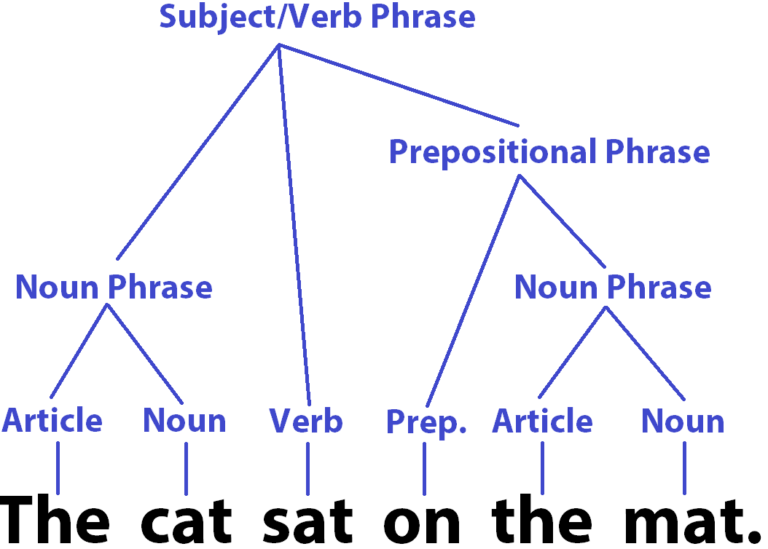 Subject/Verb Phrase
Prepositional Phrase
Noun Phrase Noun Phrase
Article Noun Verb Prep. Article Noun
The cat sat on the mat.